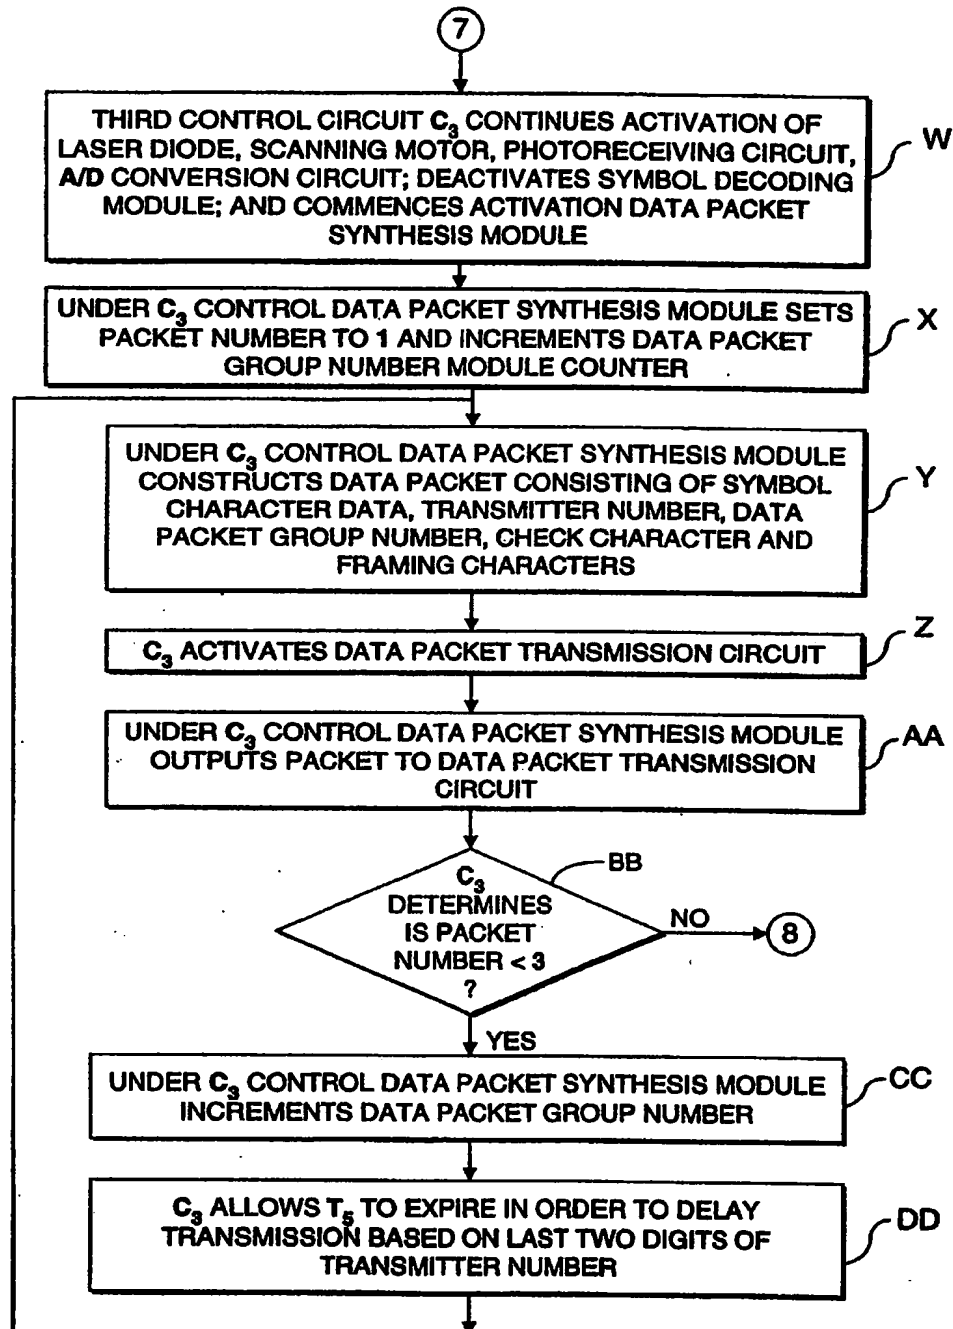 7
THIRD CONTROL CIRCUIT C3 CONTINUES ACTIVATION OF
LASER DIODE, SCANNING MOTOR, PHOTORECEIVING CIRCUIT,
A/D CONVERSION CIRCUIT; DEACTIVATES SYMBOL DECODING
MODULE; AND COMMENCES ACTIVATION DATA PACKET
SYNTHESIS MODULE
W
UNDER C3 CONTROL DATA PACKET SYNTHESIS MODULE SETS
PACKET NUMBER TO 1 AND INCREMENTS DATA PACKET
GROUP NUMBER MODULE COUNTER
X
UNDER C3 CONTROL DATA PACKET SYNTHESIS MODULE
CONSTRUCTS DATA PACKET CONSISTING OF SYMBOL
CHARACTER DATA, TRANSMITTER NUMBER, DATA
PACKET GROUP NUMBER, CHECK CHARACTER AND
FRAMING CHARACTERS
Y
C3 ACTIVATES DATA PACKET TRANSMISSION CIRCUIT
Z
UNDER C3 CONTROL DATA PACKET SYNTHESIS MODULE
OUTPUTS PACKET TO DATA PACKET TRANSMISSION
CIRCUIT
AA
C3
DETERMINES
IS PACKET
NUMBER < 3
?
BB
NO
8
YES
UNDER C3 CONTROL DATA PACKET SYNTHESIS MODULE
INCREMENTS DATA PACKET GROUP NUMBER
CC
C3 ALLOWS T5 TO EXPIRE IN ORDER TO DELAY
TRANSMISSION BASED ON LAST TWO DIGITS OF
TRANSMITTER NUMBER
DD